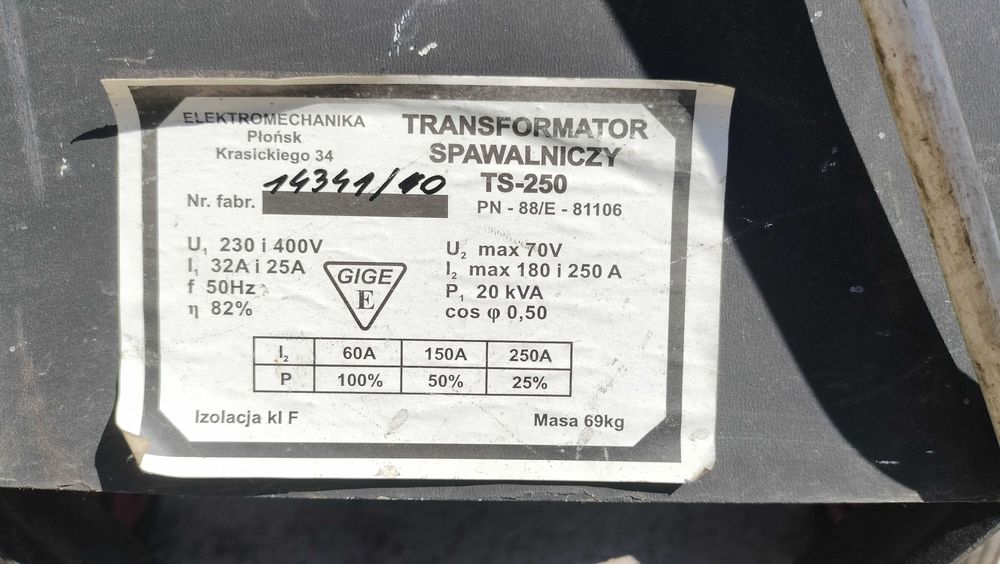 ELEKTROMECHANIKA
Płońsk
Krasickiego 34
TRANSFORMATOR
SPAWALNICZY
TS-250
PN - 88/E - 81106
Nr. fabr. 14341/10
U₁ 230 i 400V
I₁ 32A i 25A
f 50Hz
η 82%
GIGE
E
U₂ max 70V
I₂ max 180 i 250 A
P₁ 20 kVA
cos φ 0,50
I₂ 60A 150A 250A
P 100% 50% 25%
Izolacja kl F
Masa 69kg